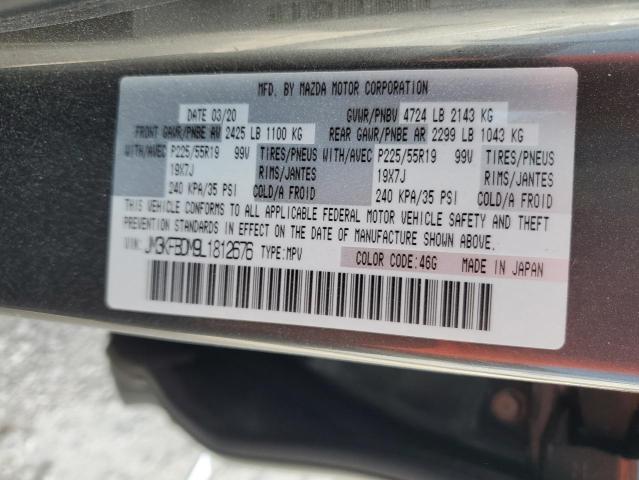 MFD. BY MAZDA MOTOR CORPORATION
DATE 03/20 GVWR/PNBV 4724 LB 2143 KG
FRONT GAWR/PNBE AV 2425 LB 1100 KG REAR GAWR/PNBE AR 2299 LB 1043 KG
WITH/AVEC P225/55R19 99V TIRES/PNEUS WITH/AVEC P225/55R19 99V TIRES/PNEUS
19X7J RIMS/JANTES 19X7J RIMS/JANTES
240 KPA/35 PSI COLD/A FROID 240 KPA/35 PSI COLD/A FROID
THIS VEHICLE CONFORMS TO ALL APPLICABLE FEDERAL MOTOR VEHICLE SAFETY AND THEFT
PREVENTION STANDARDS IN EFFECT ON THE DATE OF MANUFACTURE SHOWN ABOVE.
VIN: JM3KFBDM9L1812676 TYPE:MPV COLOR CODE:46G MADE IN JAPAN